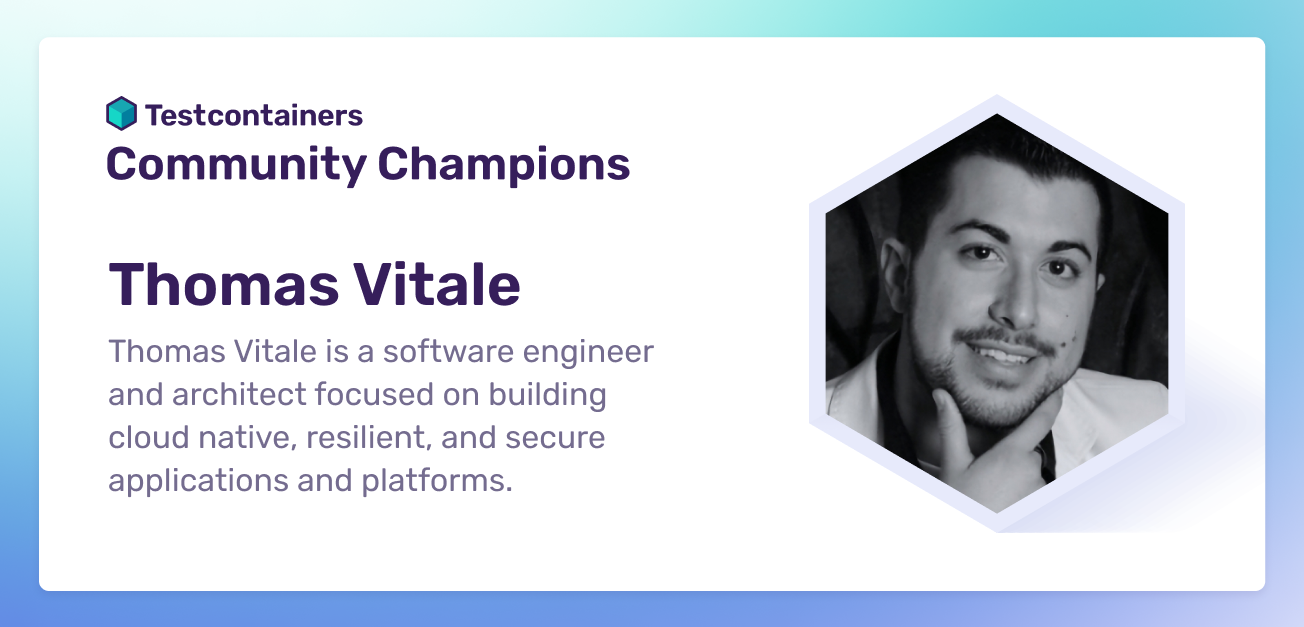 Testcontainers
Community Champions
Thomas Vitale
Thomas Vitale is a software engineer
and architect focused on building
cloud native, resilient, and secure
applications and platforms.